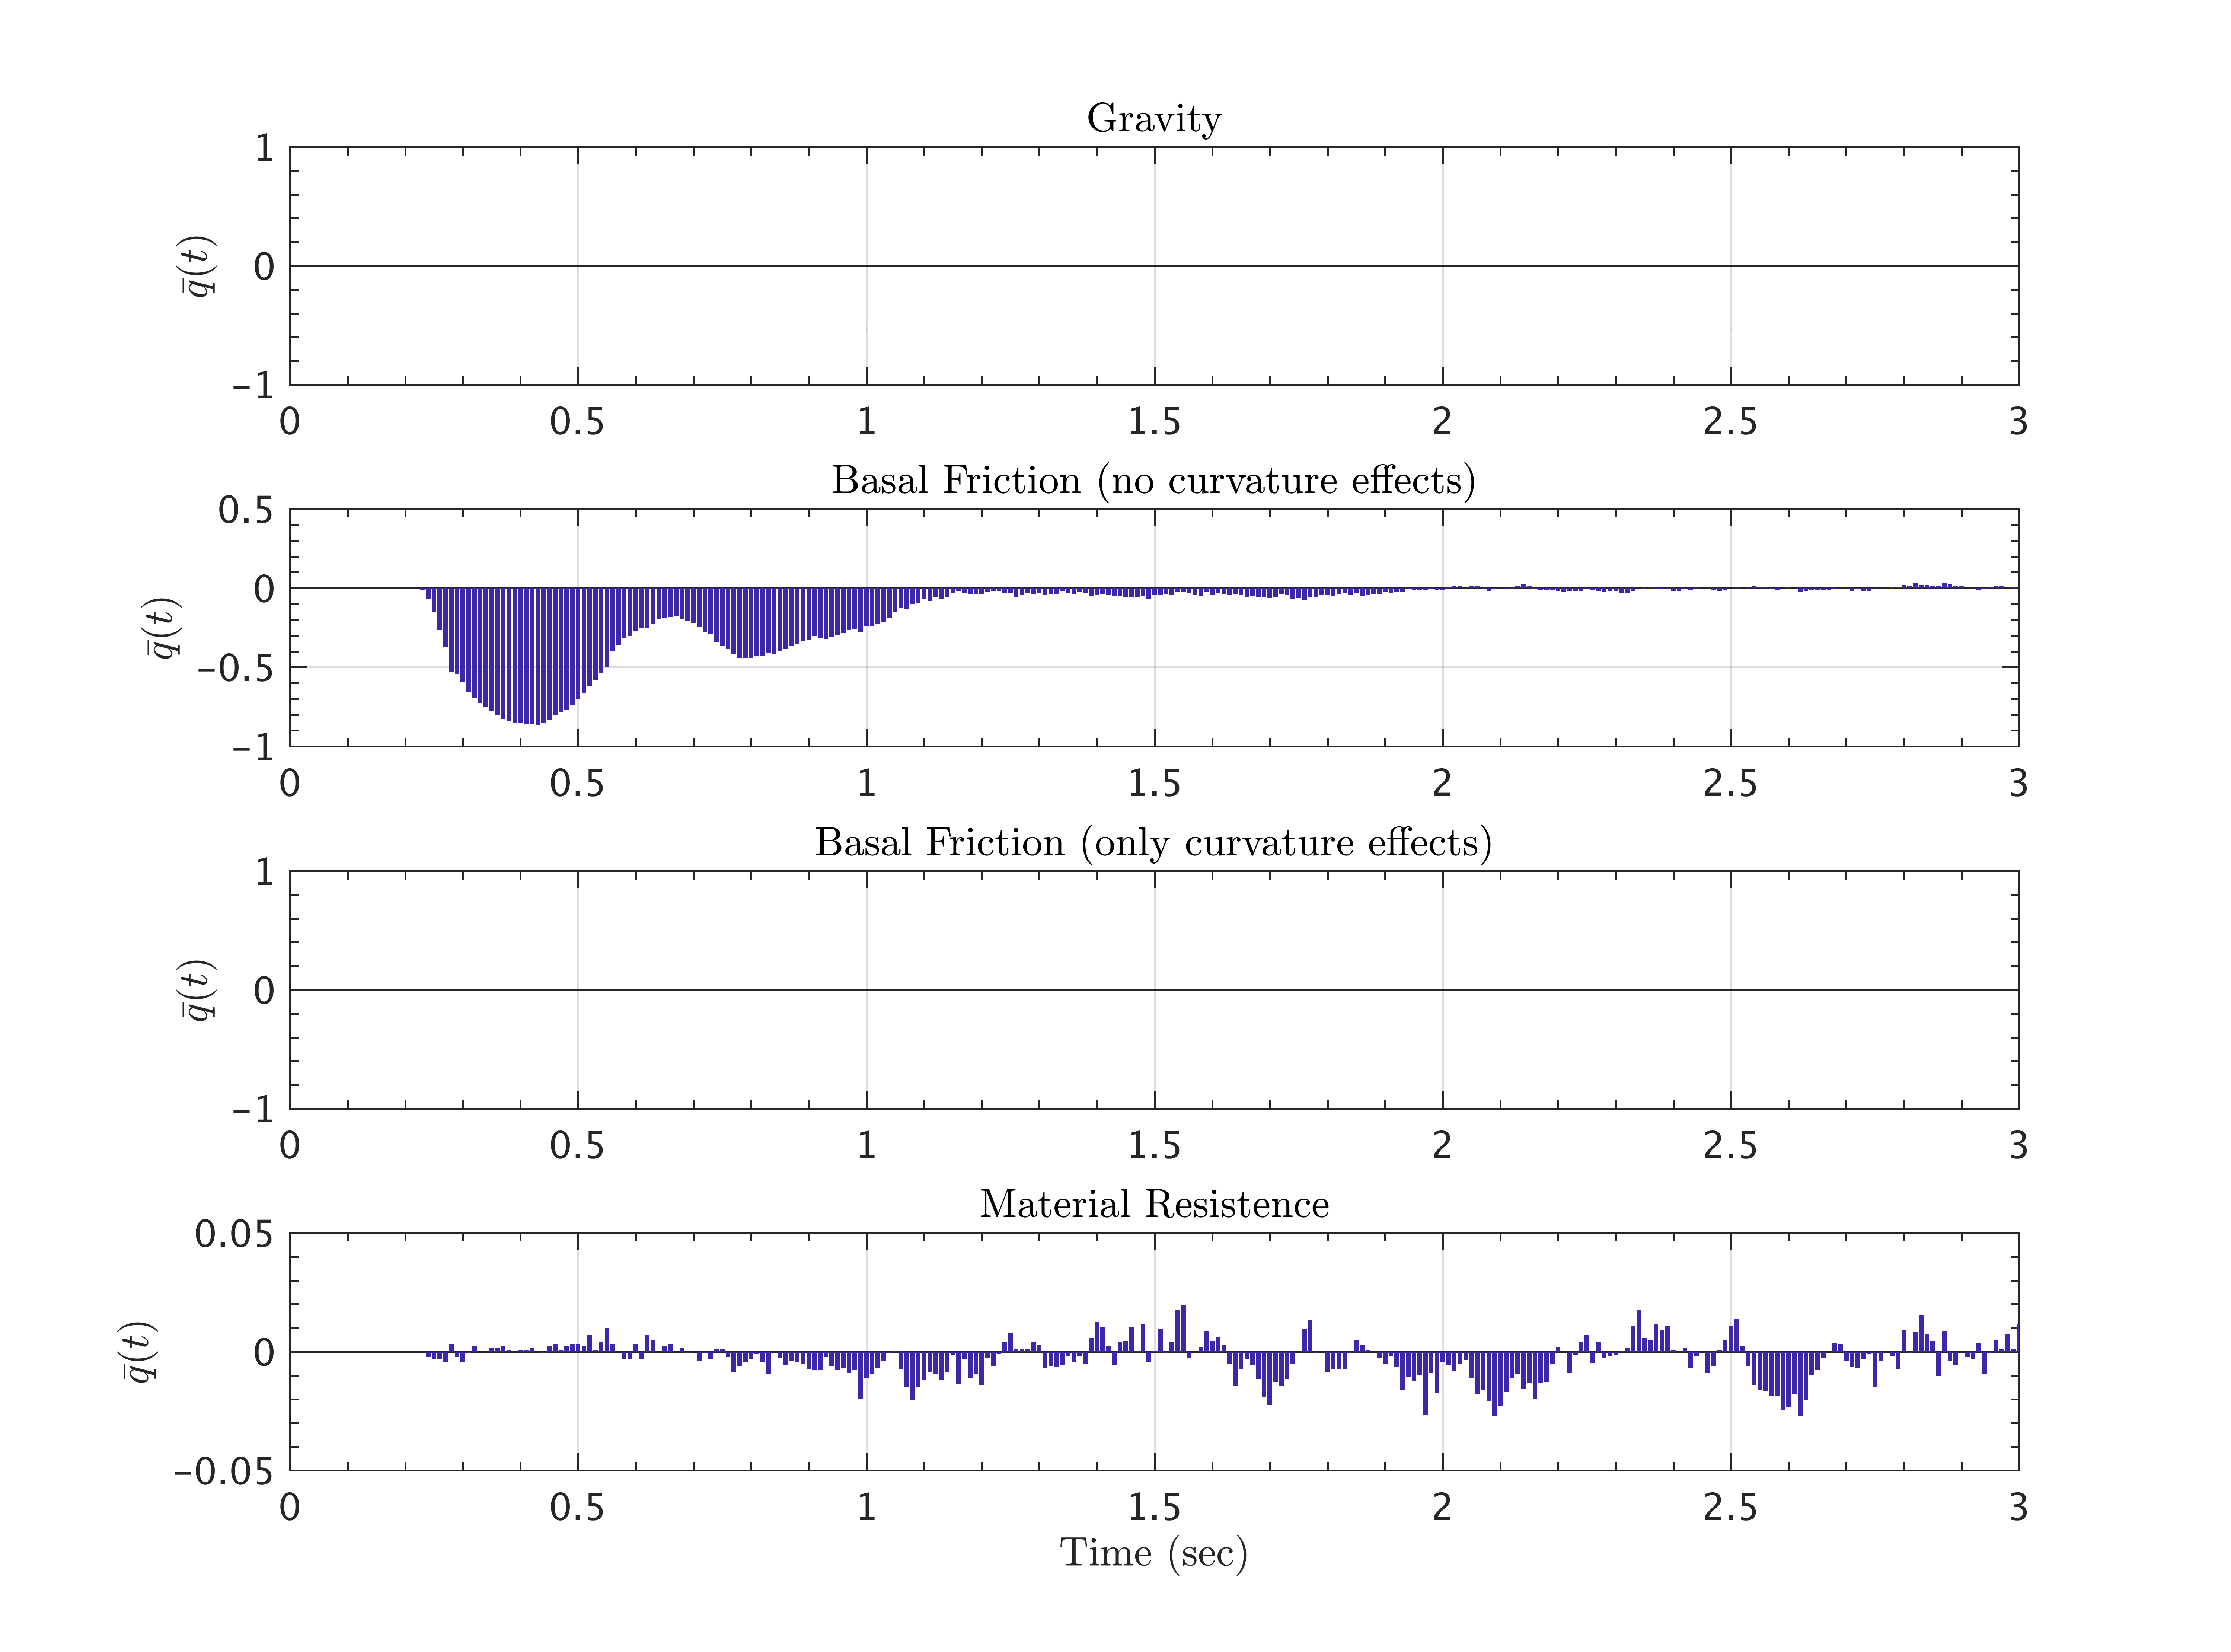 Gravity
1
0
−1
q̄(t)
0 0.5 1 1.5 2 2.5 3
Basal Friction (no curvature effects)
0.5
0
−0.5
−1
q̄(t)
0 0.5 1 1.5 2 2.5 3
Basal Friction (only curvature effects)
1
0
−1
q̄(t)
0 0.5 1 1.5 2 2.5 3
Material Resistence
0.05
0
−0.05
q̄(t)
0 0.5 1 1.5 2 2.5 3
Time (sec)